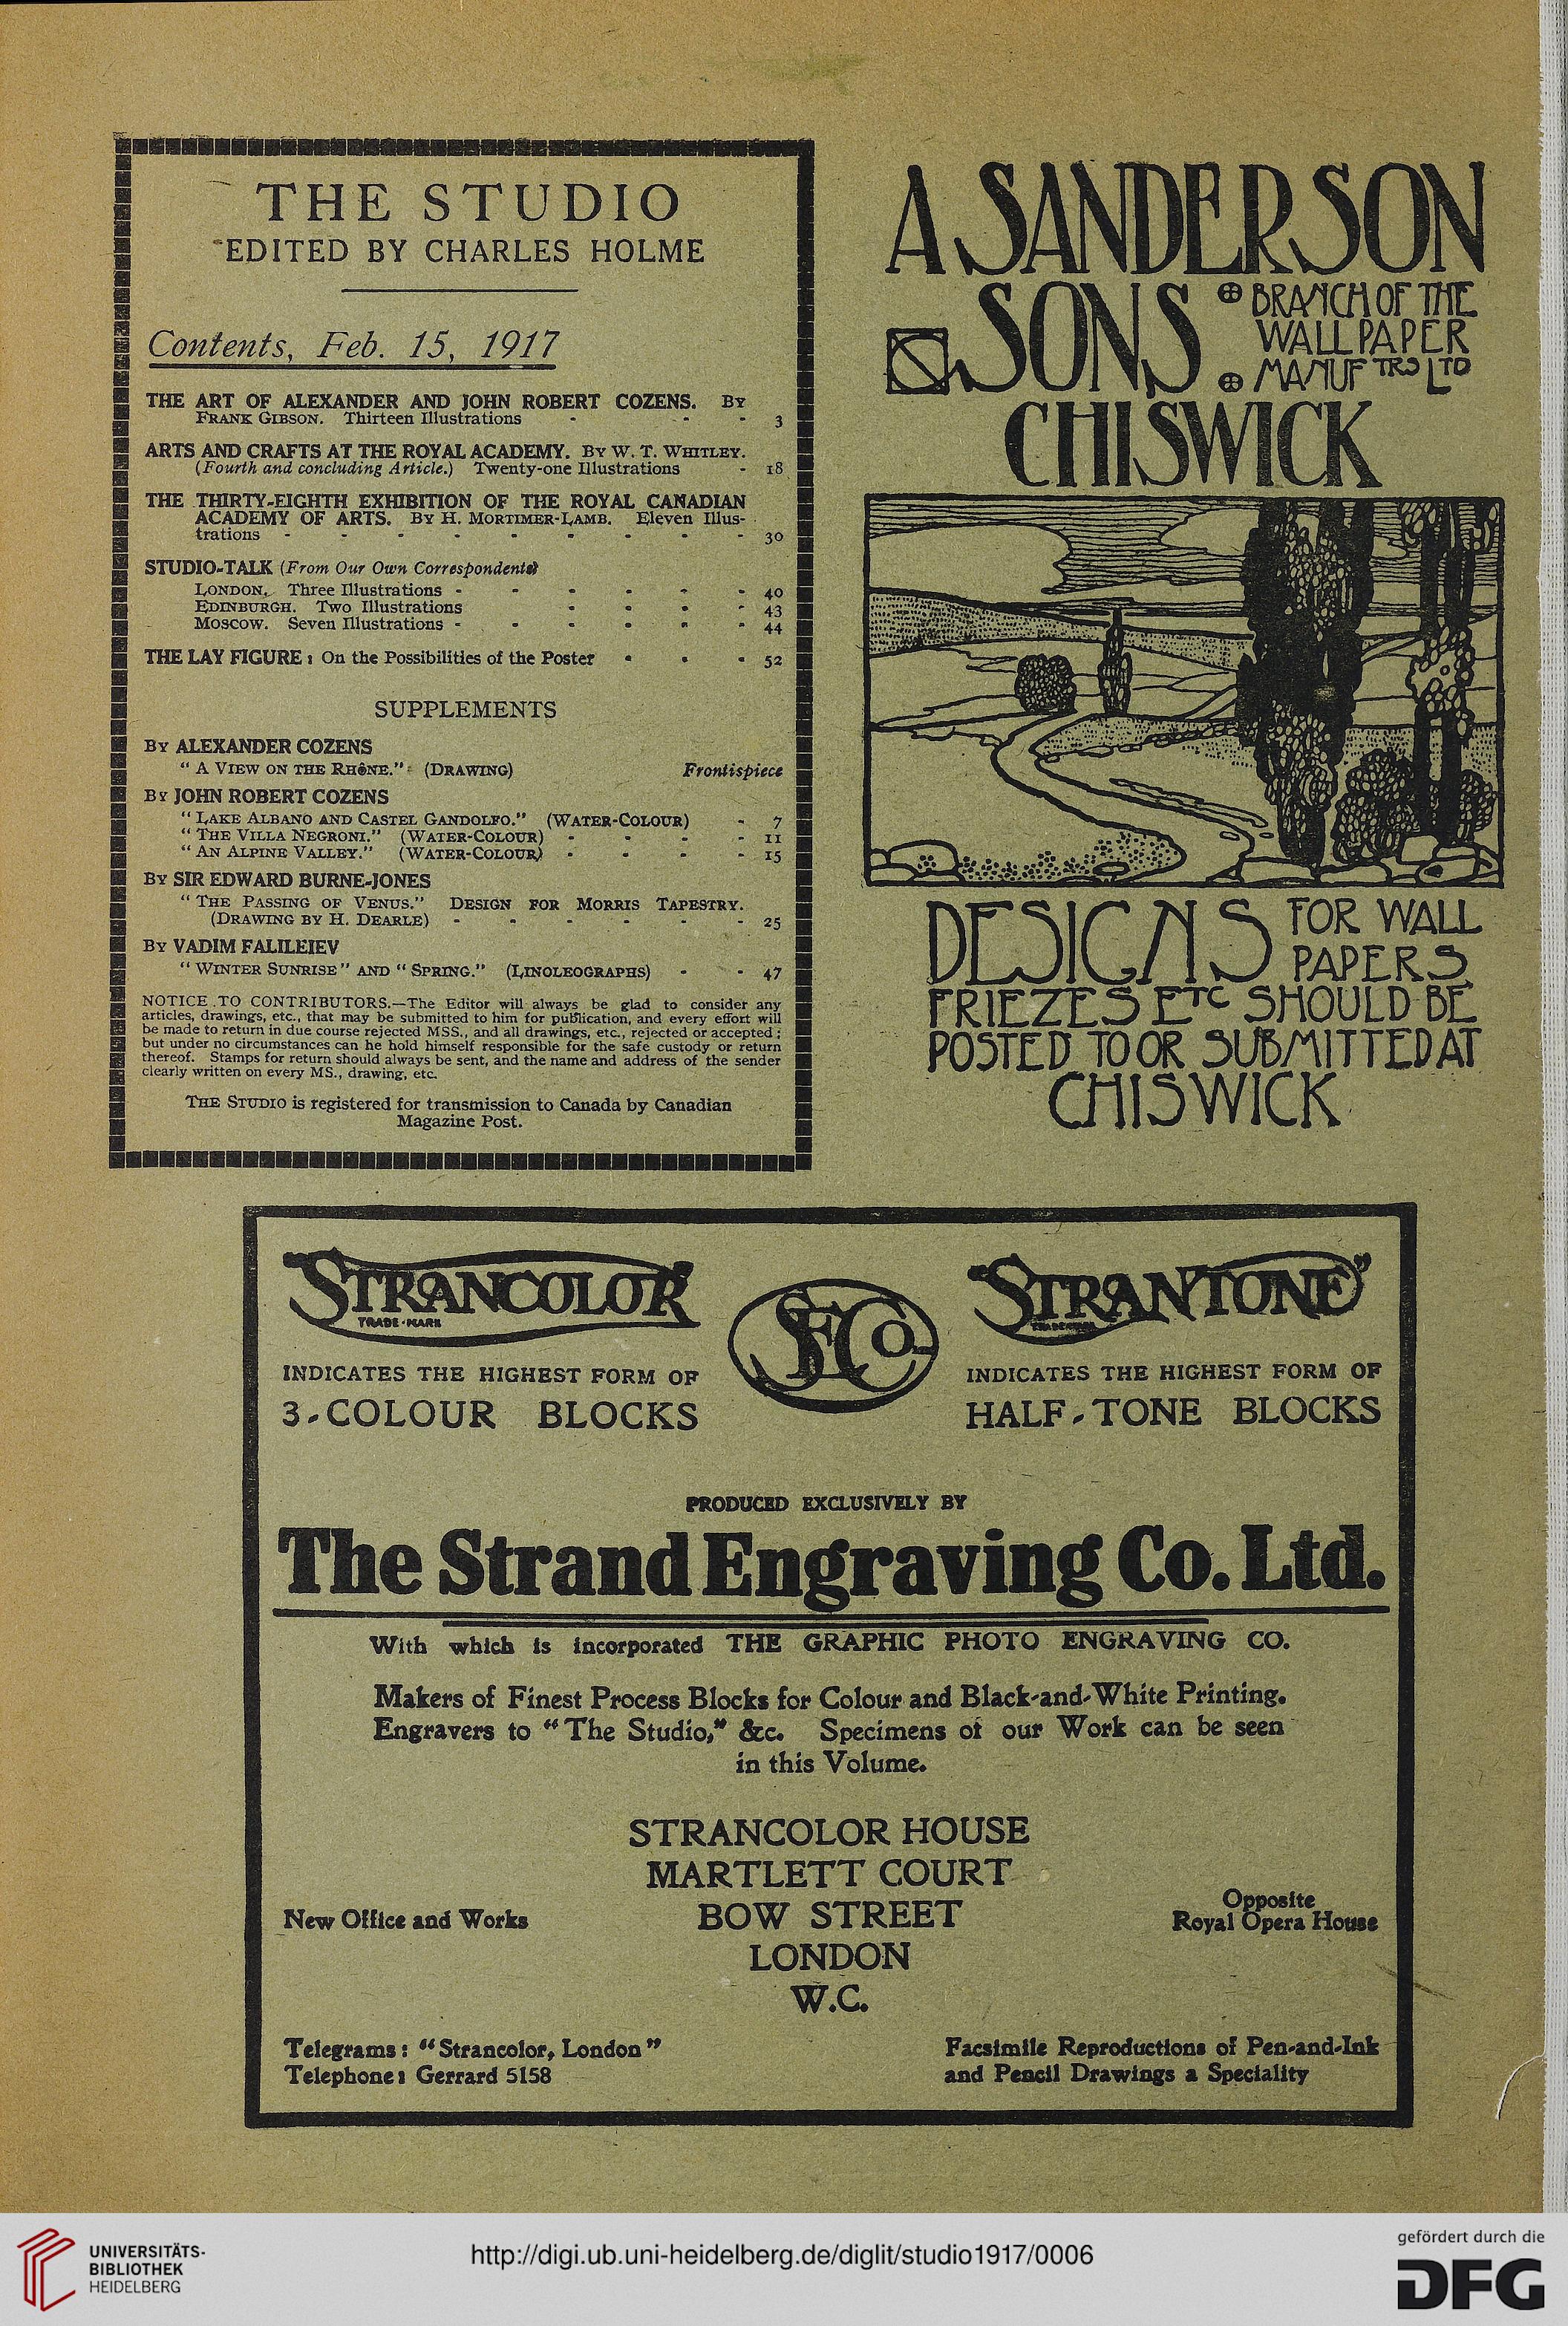 THE STUDIO
EDITED BY CHARLES HOLME
Contents, Feb. 15, 1917
THE ART OF ALEXANDER AND JOHN ROBERT COZENS. By
Frank Gibson. Thirteen Illustrations - - - 3
ARTS AND CRAFTS AT THE ROYAL ACADEMY. By W. T. Whitley.
(Fourth and concluding Article.) Twenty-one Illustrations - 18
THE THIRTY-EIGHTH EXHIBITION OF THE ROYAL CANADIAN
ACADEMY OF ARTS. By H. Mortimer-Lamb. Eleven Illus-
trations - - - - - - - - - 30
STUDIO-TALK (From Our Own Correspondents)
London. Three Illustrations - - - - - - 40
Edinburgh. Two Illustrations - - - - 43
Moscow. Seven Illustrations - - - - - - 44
THE LAY FIGURE: On the Possibilities of the Poster - - - 52
SUPPLEMENTS
By ALEXANDER COZENS
"A View on the Rhône." (Drawing) Frontispiece
By JOHN ROBERT COZENS
"Lake Albano and Castel Gandolfo." (Water-Colour) - 7
"The Villa Negroni." (Water-Colour) - - - - 11
"An Alpine Valley." (Water-Colour) - - - - 15
By SIR EDWARD BURNE-JONES
"The Passing of Venus." Design for Morris Tapestry.
(Drawing by H. Dearle) - - - - - - 25
By VADIM FALILEIEV
"Winter Sunrise" and "Spring." (Linoleographs) - - 47
NOTICE TO CONTRIBUTORS.—The Editor will always be glad to consider any
articles, drawings, etc., that may be submitted to him for publication, and every effort will
be made to return in due course rejected MSS., and all drawings, etc., rejected or accepted;
but under no circumstances can he hold himself responsible for the safe custody or return
thereof. Stamps for return should always be sent, and the name and address of the sender
clearly written on every MS., drawing, etc.
The Studio is registered for transmission to Canada by Canadian
Magazine Post.
A SANDERSON
SONS BRANCH OF THE
WALL PAPER
MANUFTRS LTD
CHISWICK
DESIGNS FOR WALL
PAPERS
FRIEZES ETC SHOULD BE
POSTED TO OR SUBMITTED AT
CHISWICK
"STRANCOLOR"
TRADE-MARK
INDICATES THE HIGHEST FORM OF
3-COLOUR BLOCKS
SECo
"STRANTONE"
TRADE-MARK
INDICATES THE HIGHEST FORM OF
HALF-TONE BLOCKS
PRODUCED EXCLUSIVELY BY
The Strand Engraving Co. Ltd.
With which is incorporated THE GRAPHIC PHOTO ENGRAVING CO.
Makers of Finest Process Blocks for Colour and Black-and-White Printing.
Engravers to "The Studio," &c. Specimens of our Work can be seen
in this Volume.
STRANCOLOR HOUSE
MARTLETT COURT
New Office and Works BOW STREET Opposite
Royal Opera House
LONDON
W.C.
Telegrams: "Strancolor, London"
Telephone: Gerrard 5158
Facsimile Reproductions of Pen-and-Ink
and Pencil Drawings a Speciality
UNIVERSITÄTS-
BIBLIOTHEK
HEIDELBERG
http://digi.ub.uni-heidelberg.de/diglit/studio1917/0006
gefördert durch die
DFG